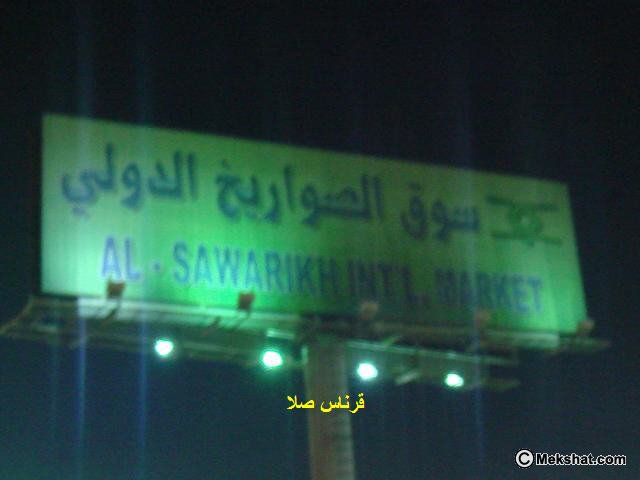 سوق الصواريخ الدولي
AL - SAWARIKH INT'L. MARKET
قرناس صلا
© Mekshat.com